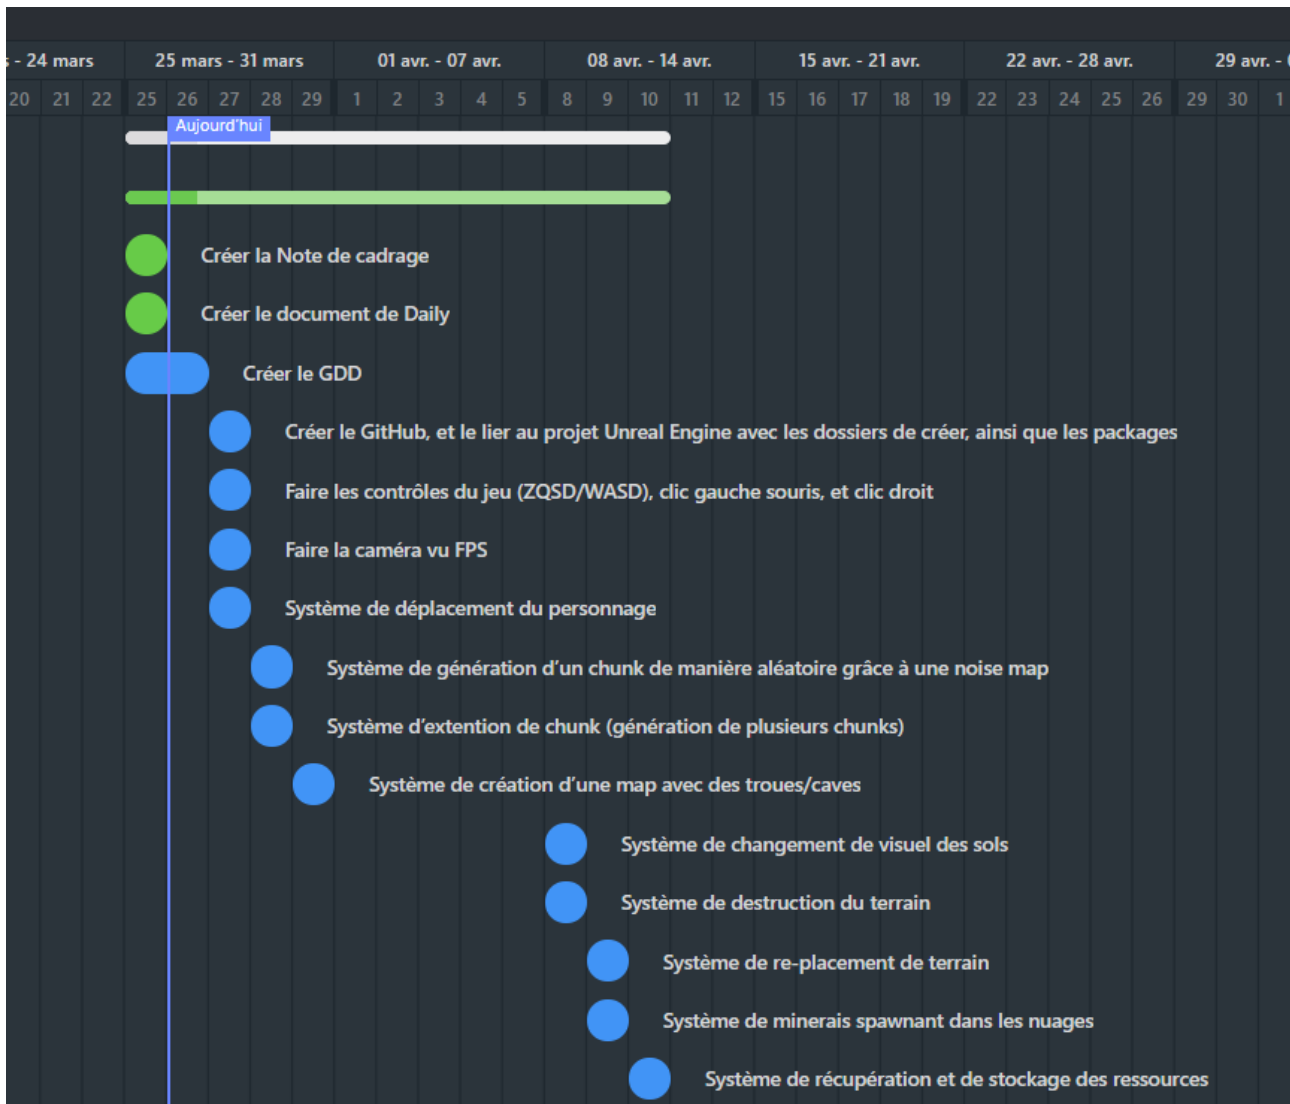 - 24 mars 25 mars - 31 mars 01 avr. - 07 avr. 08 avr. - 14 avr. 15 avr. - 21 avr. 22 avr. - 28 avr. 29 avr. -
20 21 22 25 26 27 28 29 1 2 3 4 5 8 9 10 11 12 15 16 17 18 19 22 23 24 25 26 29 30 1
Aujourd'hui
Créer la Note de cadrage
Créer le document de Daily
Créer le GDD
Créer le GitHub, et le lier au projet Unreal Engine avec les dossiers de créer, ainsi que les packages
Faire les contrôles du jeu (ZQSD/WASD), clic gauche souris, et clic droit
Faire la caméra vu FPS
Système de déplacement du personnage
Système de génération d'un chunk de manière aléatoire grâce à une noise map
Système d'extention de chunk (génération de plusieurs chunks)
Système de création d'une map avec des troues/caves
Système de changement de visuel des sols
Système de destruction du terrain
Système de re-placement de terrain
Système de minerais spawnant dans les nuages
Système de récupération et de stockage des ressources